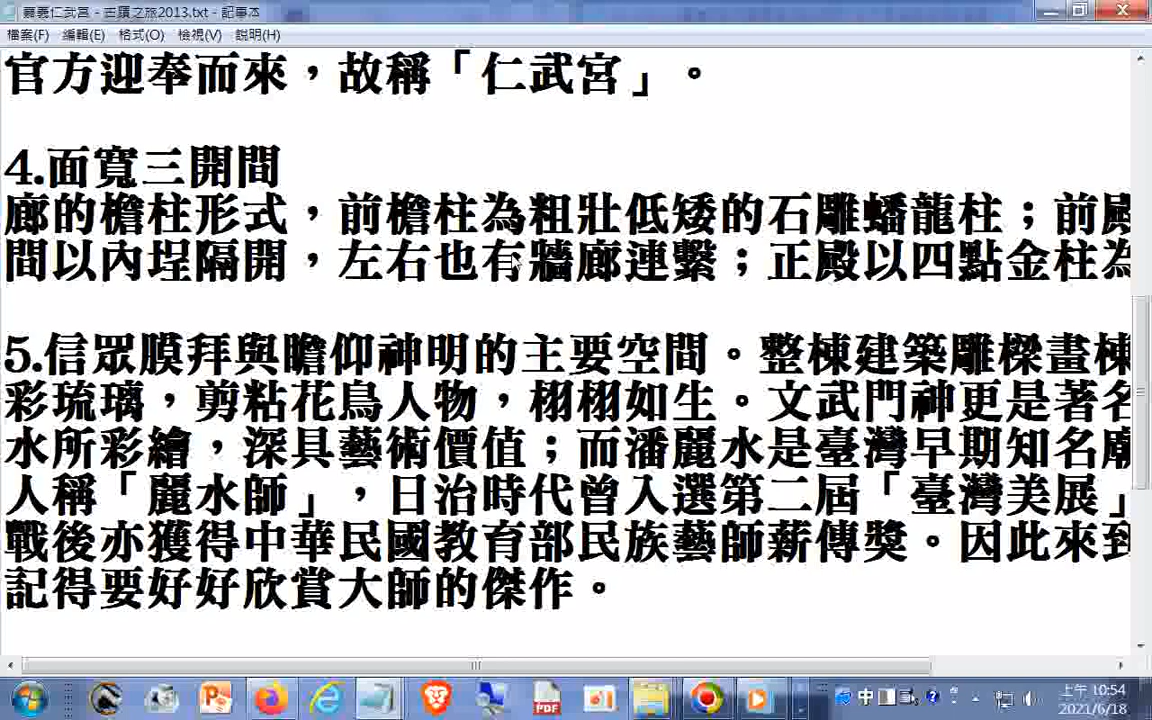 嘉義仁武宮 - 古蹟之旅2013.txt - 記事本
檔案(F) 編輯(E) 格式(O) 檢視(V) 說明(H)
官方迎奉而來，故稱「仁武宮」。
4.面寬三開間
廊的檐柱形式，前檐柱為粗壯低矮的石雕蟠龍柱；前殿
間以內埕隔開，左右也有牆廊連繫；正殿以四點金柱為
5.信眾膜拜與瞻仰神明的主要空間。整棟建築雕樑畫棟
彩琉璃，剪粘花鳥人物，栩栩如生。文武門神更是著名
水所彩繪，深具藝術價值；而潘麗水是臺灣早期知名廟
人稱「麗水師」，日治時代曾入選第二屆「臺灣美展」
戰後亦獲得中華民國教育部民族藝師薪傳獎。因此來到
記得要好好欣賞大師的傑作。
PDF
中
上午 10:54
2021/6/18